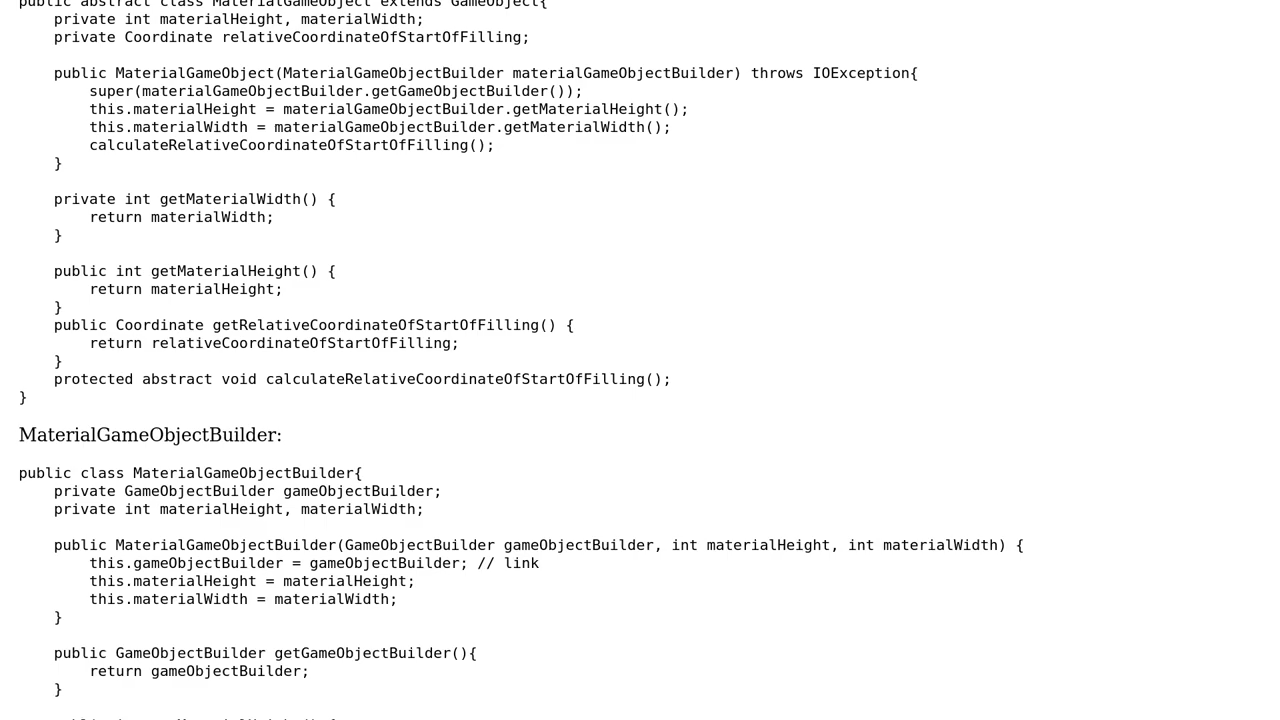 public abstract class MaterialGameObject extends GameObject{
    private int materialHeight, materialWidth;
    private Coordinate relativeCoordinateOfStartOfFilling;

    public MaterialGameObject(MaterialGameObjectBuilder materialGameObjectBuilder) throws IOException{
        super(materialGameObjectBuilder.getGameObjectBuilder());
        this.materialHeight = materialGameObjectBuilder.getMaterialHeight();
        this.materialWidth = materialGameObjectBuilder.getMaterialWidth();
        calculateRelativeCoordinateOfStartOfFilling();
    }

    private int getMaterialWidth() {
        return materialWidth;
    }

    public int getMaterialHeight() {
        return materialHeight;
    }
    public Coordinate getRelativeCoordinateOfStartOfFilling() {
        return relativeCoordinateOfStartOfFilling;
    }
    protected abstract void calculateRelativeCoordinateOfStartOfFilling();
}
MaterialGameObjectBuilder:
public class MaterialGameObjectBuilder{
    private GameObjectBuilder gameObjectBuilder;
    private int materialHeight, materialWidth;

    public MaterialGameObjectBuilder(GameObjectBuilder gameObjectBuilder, int materialHeight, int materialWidth) {
        this.gameObjectBuilder = gameObjectBuilder; // link
        this.materialHeight = materialHeight;
        this.materialWidth = materialWidth;
    }

    public GameObjectBuilder getGameObjectBuilder(){
        return gameObjectBuilder;
    }